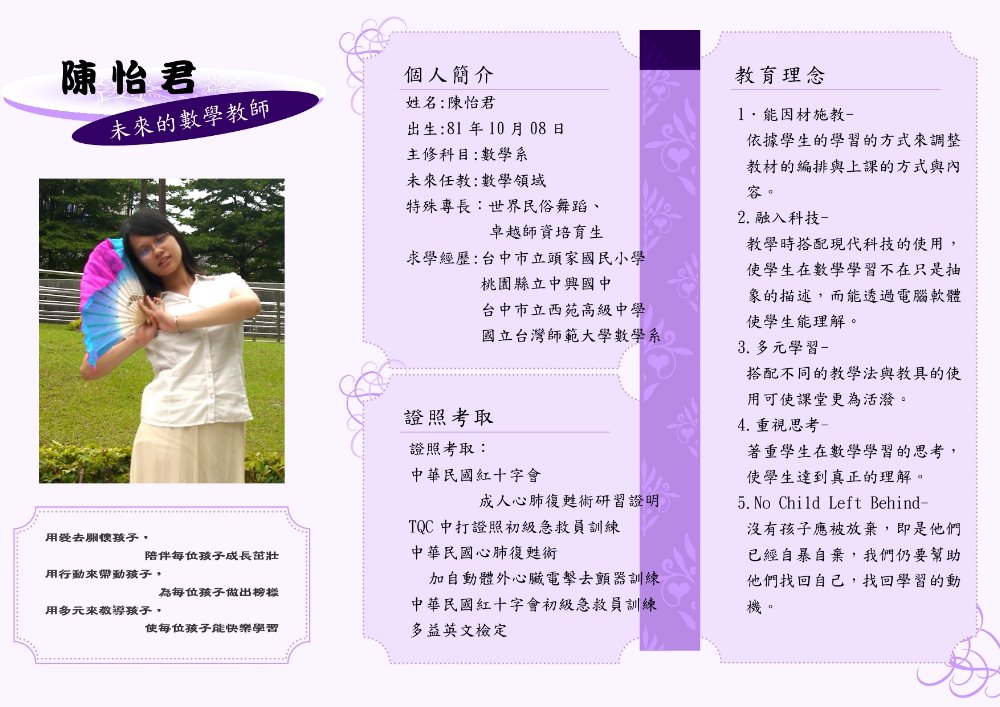 陳怡君
未來的數學教師
用愛去關懷孩子，
陪伴每位孩子成長茁壯
用行動來帶動孩子，
為每位孩子做出榜樣
用多元來教導孩子，
使每位孩子能快樂學習
個人簡介
姓名:陳怡君
出生:81 年 10 月 08 日
主修科目:數學系
未來任教:數學領域
特殊專長：世界民俗舞蹈、
卓越師資培育生
求學經歷:台中市立頭家國民小學
桃園縣立中興國中
台中市立西苑高級中學
國立台灣師範大學數學系
證照考取
證照考取：
中華民國紅十字會
成人心肺復甦術研習證明
TQC 中打證照初級急救員訓練
中華民國心肺復甦術
加自動體外心臟電擊去顫器訓練
中華民國紅十字會初級急救員訓練
多益英文檢定
教育理念
1．能因材施教-
依據學生的學習的方式來調整
教材的編排與上課的方式與內
容。
2.融入科技-
教學時搭配現代科技的使用，
使學生在數學學習不在只是抽
象的描述，而能透過電腦軟體
使學生能理解。
3.多元學習-
搭配不同的教學法與教具的使
用可使課堂更為活潑。
4.重視思考-
著重學生在數學學習的思考，
使學生達到真正的理解。
5.No Child Left Behind-
沒有孩子應被放棄，即是他們
已經自暴自棄，我們仍要幫助
他們找回自己，找回學習的動
機。